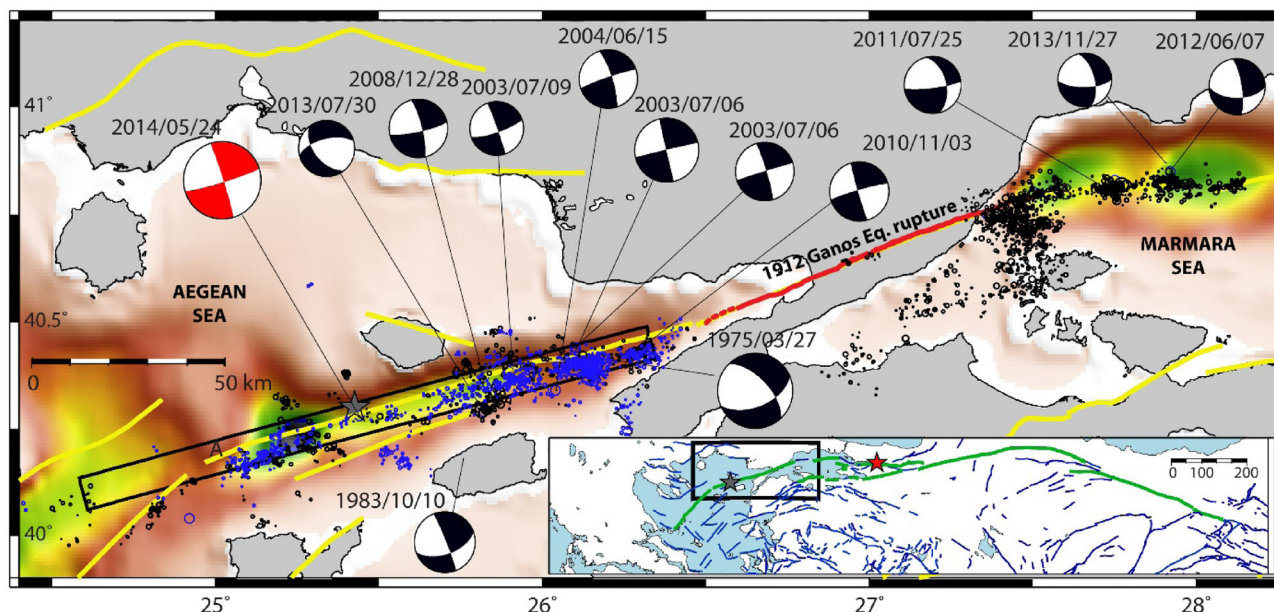 2004/06/15
2011/07/25
2013/11/27
2012/06/07
2008/12/28
2003/07/09
2013/07/30
2003/07/06
2014/05/24
2003/07/06
2010/11/03
41°
1912 Ganos Eq. rupture
MARMARA
SEA
AEGEAN
SEA
40.5°
1975/03/27
0
50 km
A
0 100 200
1983/10/10
40°
25°
26°
27°
28°